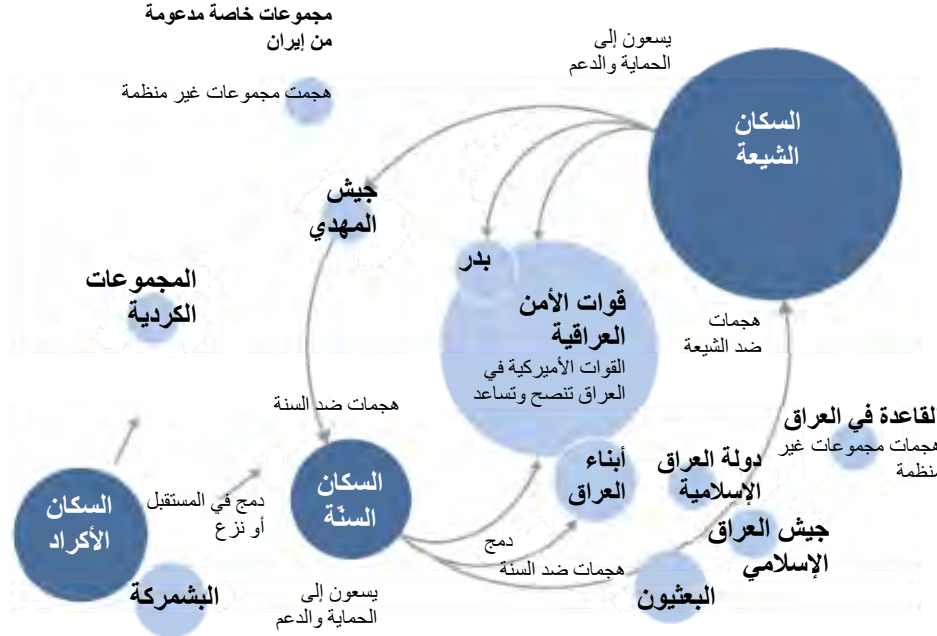 مجموعات خاصة مدعومة
من إيران
هجمت مجموعات غير منظمة
يسعون إلى
الحماية والدعم
السكان
الشيعة
جيش
المهدي
بدر
المجموعات
الكردية
قوات الأمن
العراقية
القوات الأميركية في
العراق تنصح وتساعد
هجمات
ضد الشيعة
هجمات ضد السنة
لقاعدة في العراق
هجمات مجموعات غير
منظمة
أبناء
العراق
دولة العراق
الإسلامية
السكان
السنّة
السكان
الأكراد
دمج في المستقبل
أو نزع
جيش العراق
الإسلامي
دمج
هجمات ضد السنة
البعثيون
البشمركة
يسعون إلى
الحماية والدعم